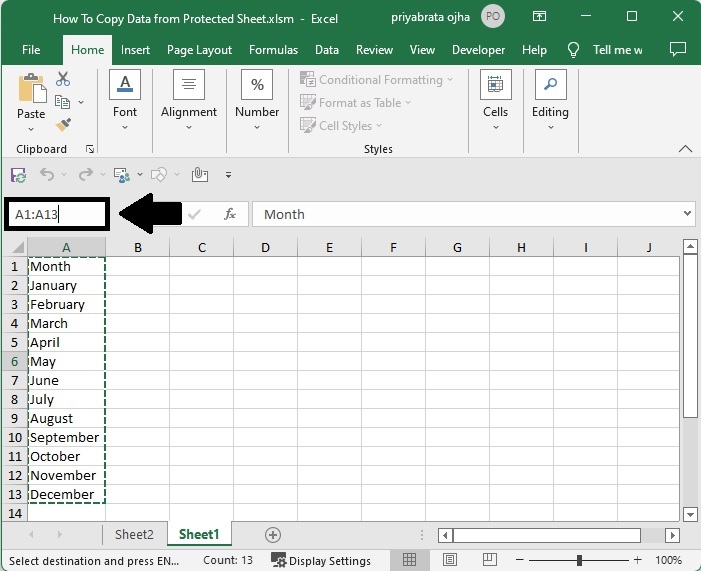 How To Copy Data from Protected Sheet.xlsm - Excel
priyabrata ojha PO
File Home Insert Page Layout Formulas Data Review View Developer Help Tell me w
Paste
Clipboard
A
Font
Alignment
%
Number
Conditional Formatting
Format as Table
Cell Styles
Styles
Cells
Editing
A1:A13 fx Month
A B C D E F G H I J
1 Month
2 January
3 February
4 March
5 April
6 May
7 June
8 July
9 August
10 September
11 October
12 November
13 December
14
Sheet2 Sheet1
Select destination and press EN... Count: 13 Display Settings 100%